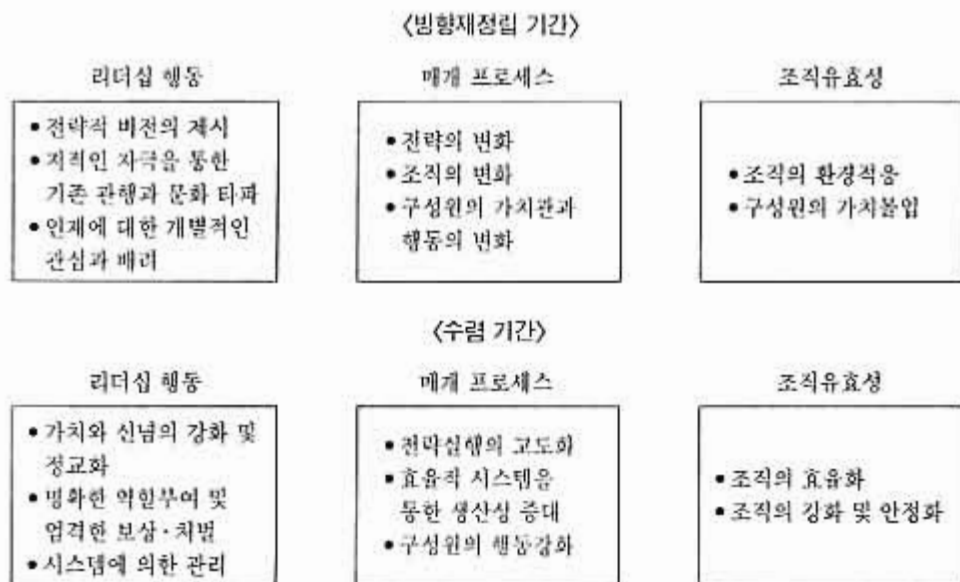 <방향재정립 기간>
리더십 행동
매개 프로세스
조직유효성
• 전략적 비전의 제시
• 지적인 자극을 통한
기존 관행과 문화 타파
• 인재에 대한 개별적인
관심과 배려
• 전략의 변화
• 조직의 변화
• 구성원의 가치관과
행동의 변화
• 조직의 환경적응
• 구성원의 가치몰입
<수렴 기간>
리더십 행동
매개 프로세스
조직유효성
• 가치와 신념의 강화 및
정교화
• 명확한 역할부여 및
엄격한 보상·처벌
• 시스템에 의한 관리
• 전략실행의 고도화
• 효율적 시스템을
통한 생산성 증대
• 구성원의 행동강화
• 조직의 효율화
• 조직의 강화 및 안정화